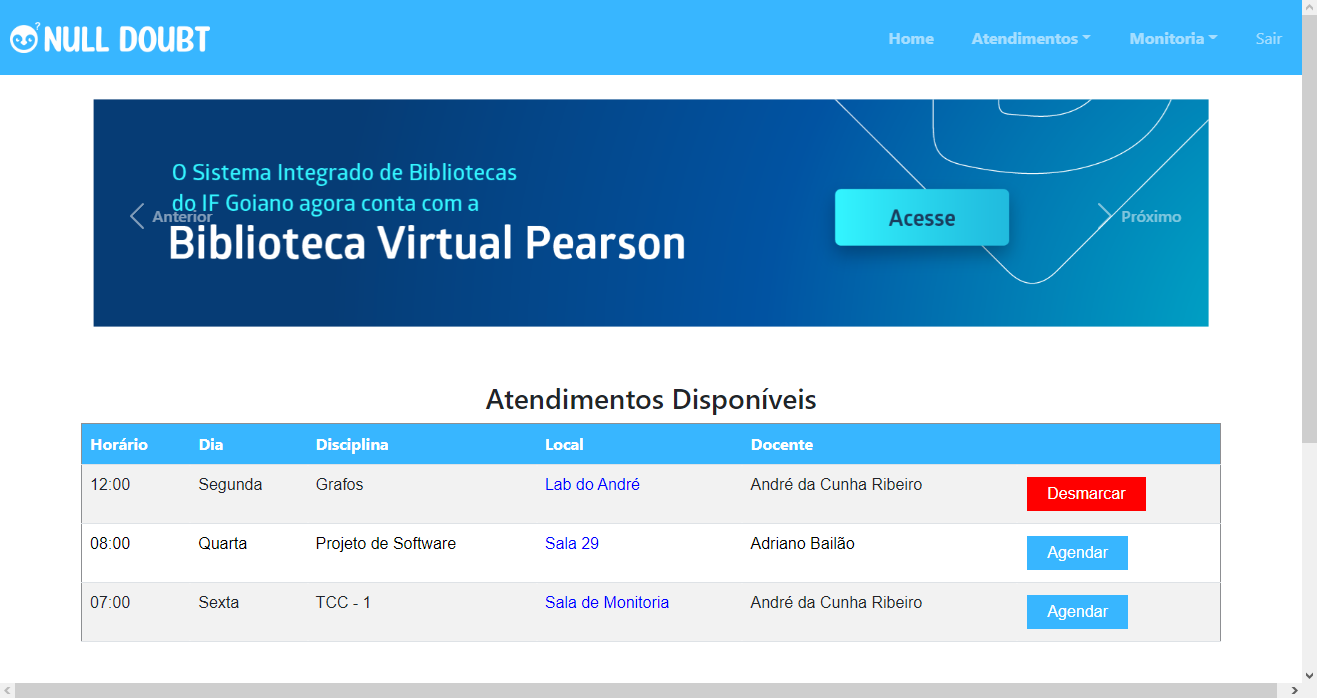 ? NULL DOUBT
Home Atendimentos Monitoria Sair
O Sistema Integrado de Bibliotecas
do IF Goiano agora conta com a
Anterior
Biblioteca Virtual Pearson
Acesse
Próximo
Atendimentos Disponíveis
Horário Dia Disciplina Local Docente
12:00 Segunda Grafos Lab do André André da Cunha Ribeiro Desmarcar
08:00 Quarta Projeto de Software Sala 29 Adriano Bailão Agendar
07:00 Sexta TCC - 1 Sala de Monitoria André da Cunha Ribeiro Agendar